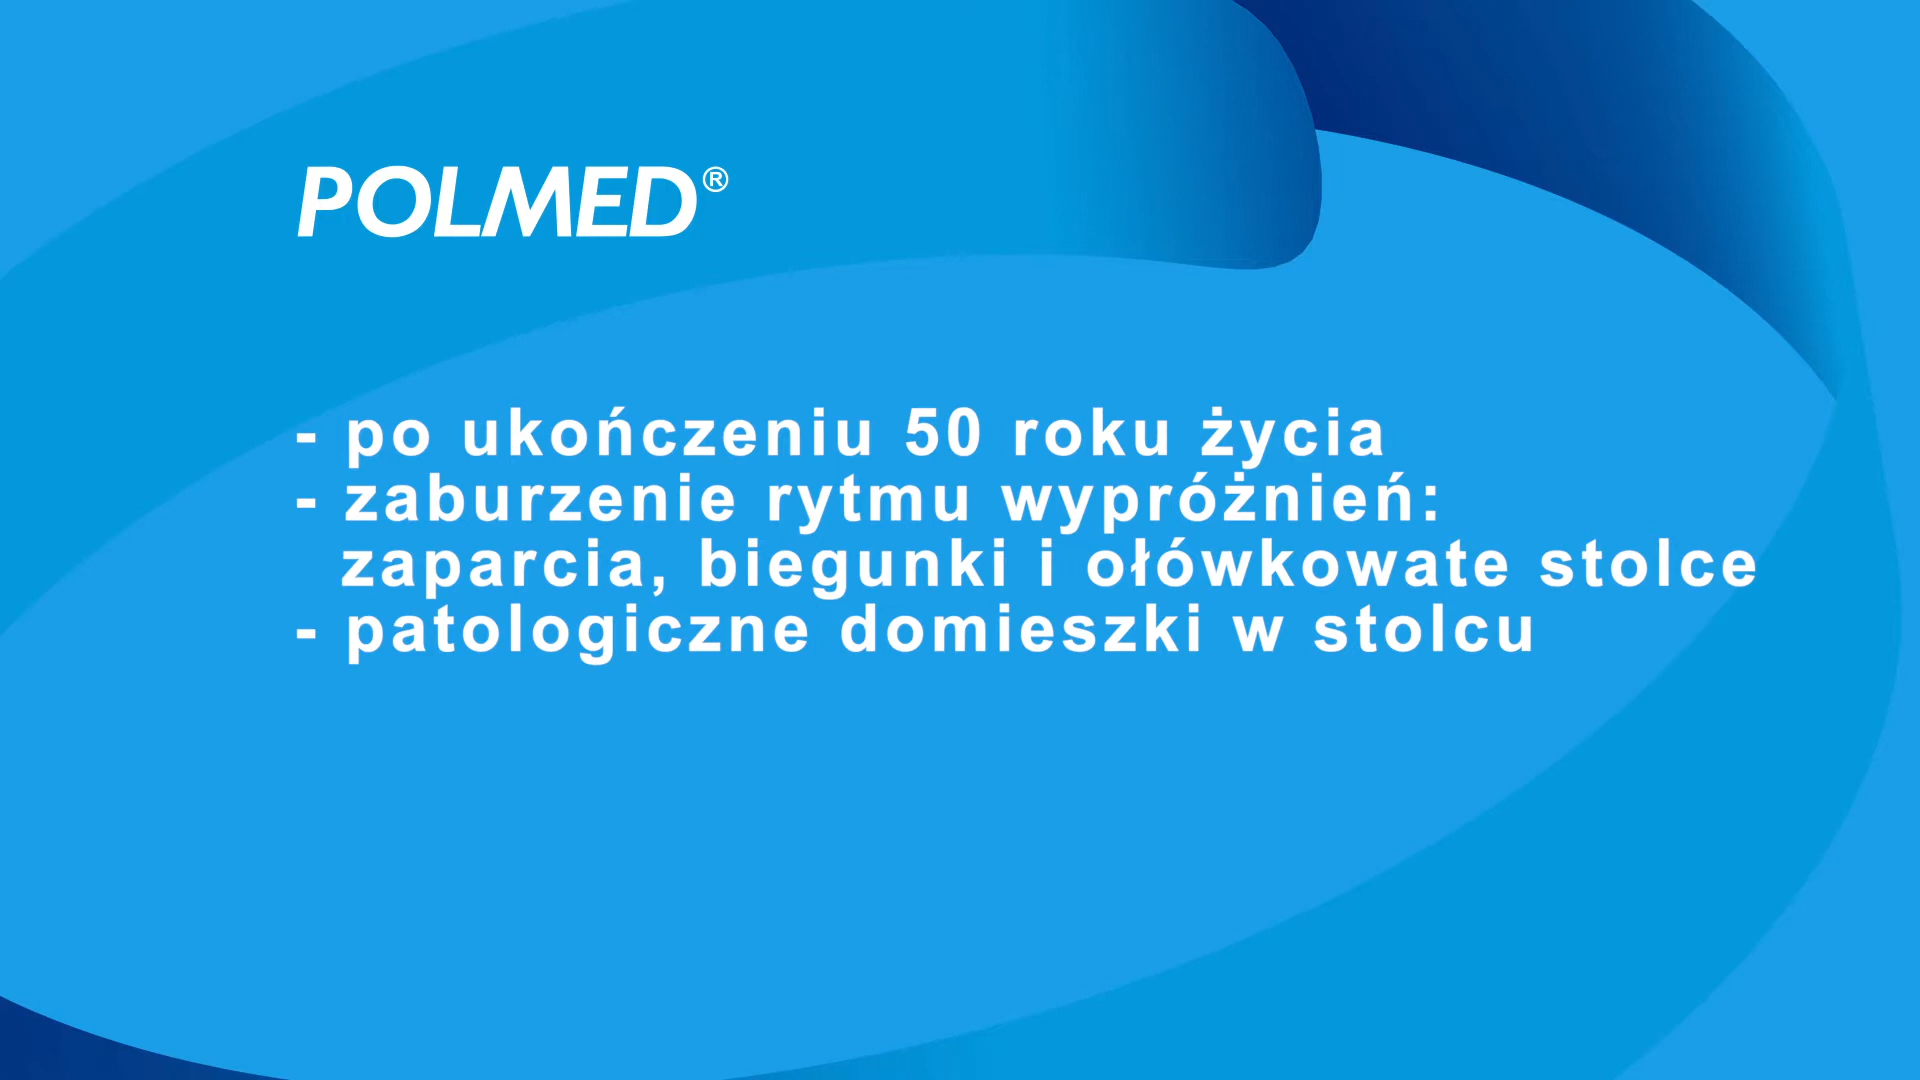 POLMED®
- po ukończeniu 50 roku życia
- zaburzenie rytmu wypróżnień:
zaparcia, biegunki i ołówkowate stolce
- patologiczne domieszki w stolcu